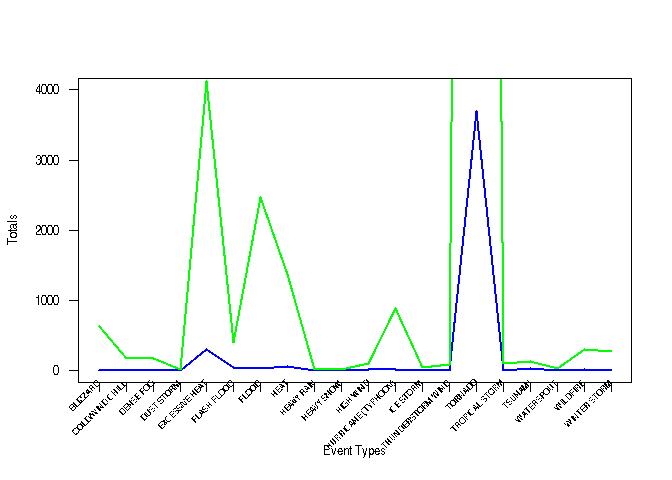 4000
3000
2000
1000
0
Totals
BLIZZARD
COLD/WIND CHILL
DENSE FOG
DUST STORM
EXCESSIVE HEAT
FLASH FLOOD
FLOOD
HEAT
HEAVY RAIN
HEAVY SNOW
HIGH WIND
HURRICANE (TYPHOON)
ICE STORM
THUNDERSTORM WIND
TORNADO
TROPICAL STORM
TSUNAMI
WATERSPOUT
WILDFIRE
WINTER STORM
Event Types